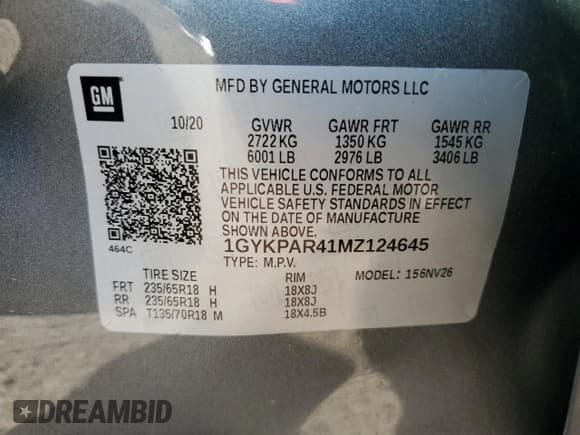 GM
MFD BY GENERAL MOTORS LLC
10/20 GVWR GAWR FRT GAWR RR
2722 KG 1350 KG 1545 KG
6001 LB 2976 LB 3406 LB
THIS VEHICLE CONFORMS TO ALL
APPLICABLE U.S. FEDERAL MOTOR
VEHICLE SAFETY STANDARDS IN EFFECT
ON THE DATE OF MANUFACTURE
SHOWN ABOVE.
464C
1GYKPAR41MZ124645
TYPE: M.P.V.
TIRE SIZE RIM MODEL: 156NV26
FRT 235/65R18 H 18X8J
RR 235/65R18 H 18X8J
SPA T135/70R18 M 18X4.5B
DREAMBID